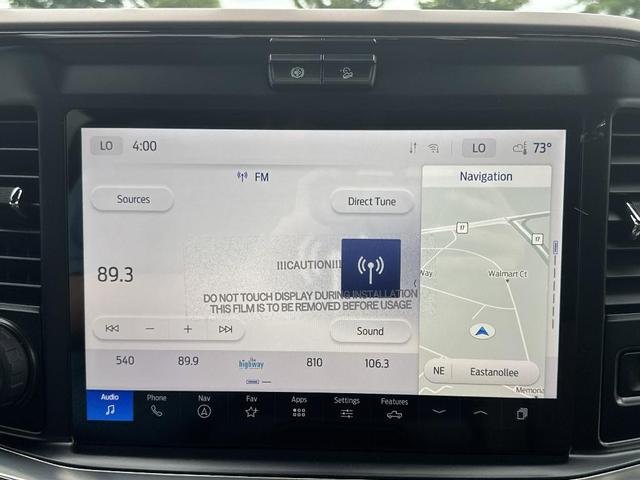 LO 4:00 LO 73°
FM
Navigation
Sources
Direct Tune
17
17
!!!CAUTION!!!
Way
Walmart Ct
89.3
DO NOT TOUCH DISPLAY DURING INSTALLATION
THIS FILM IS TO BE REMOVED BEFORE USAGE
Sound
540 89.9 the highway 810 106.3
NE Eastanollee
Memoria
Audio Phone Nav Fav Apps Settings Features